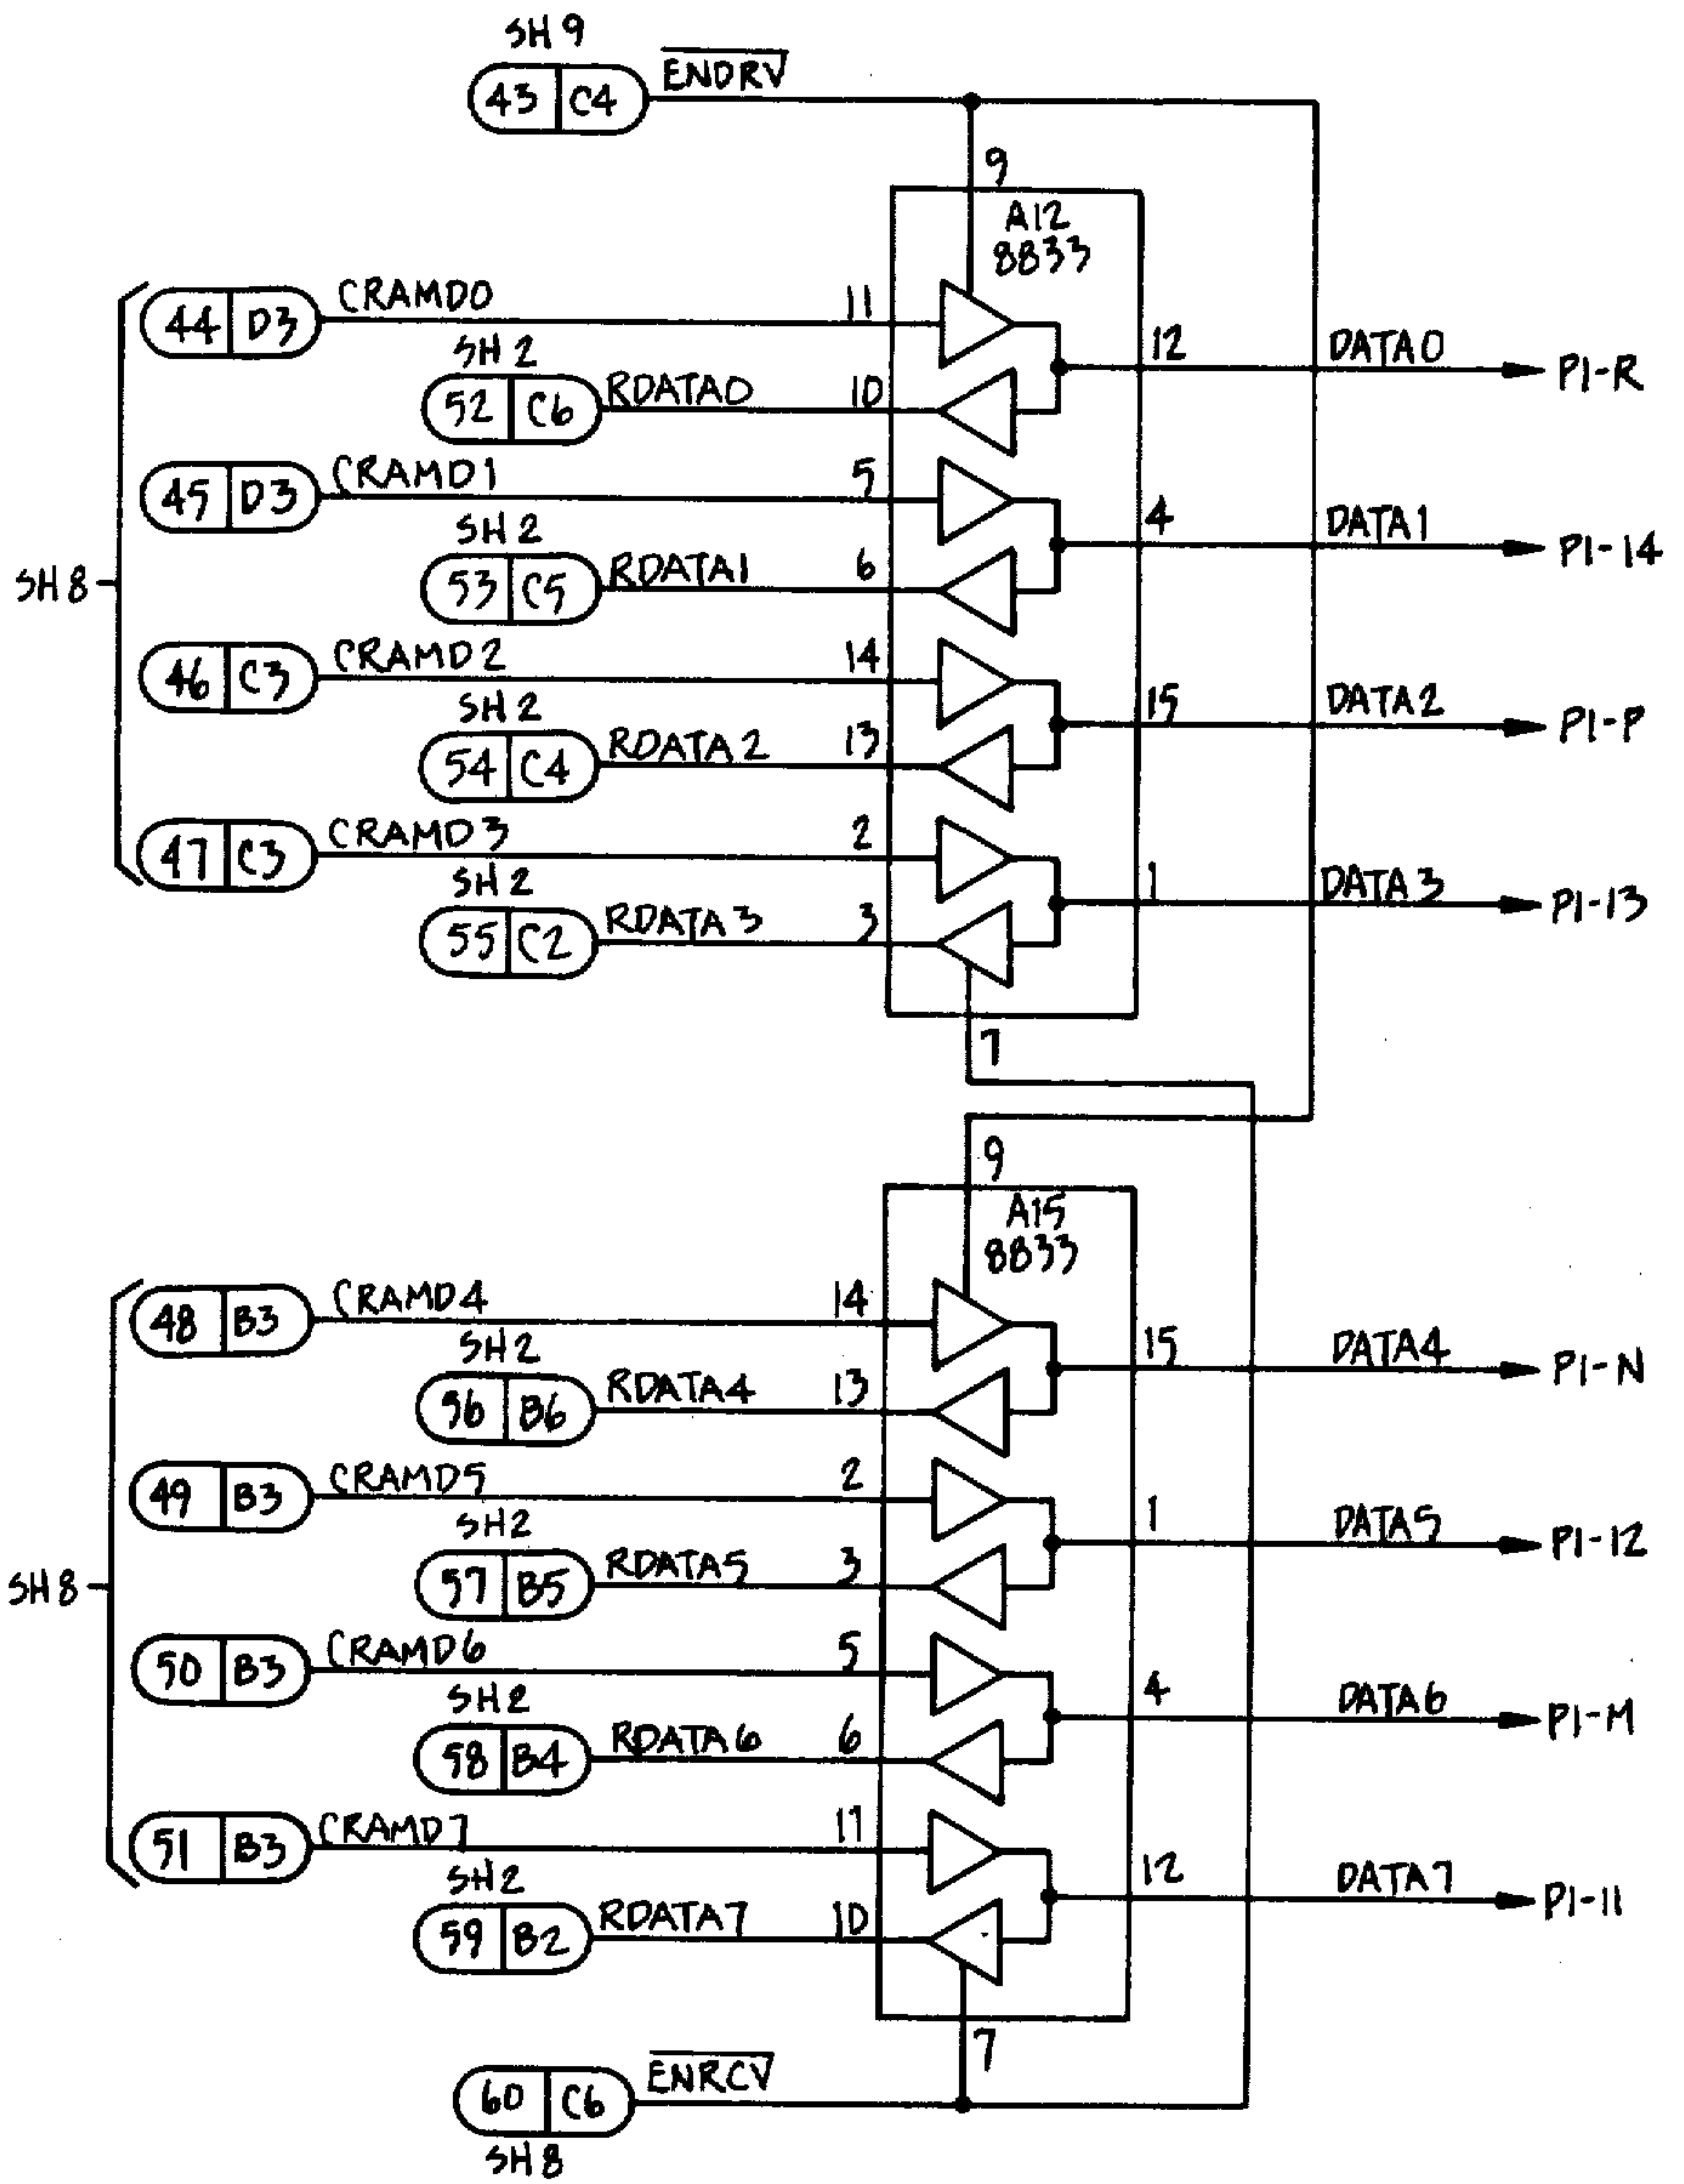 SH 9
43 C4 ENDRV
9
A12
8833
44 D3 CRAMD0 11
12 DATA0 P1-R
SH 2
52 C6 RDATA0 10
45 D3 CRAMD1 5
4 DATA1 P1-14
SH 2
53 C5 RDATA1 6
SH 8
46 C3 CRAMD2 14
15 DATA2 P1-P
SH 2
54 C4 RDATA2 13
47 C3 CRAMD3 2
1 DATA3 P1-13
SH 2
55 C2 RDATA3 3
7
9
A15
8833
48 B3 CRAMD4 14
15 DATA4 P1-N
SH 2
56 B6 RDATA4 13
49 B3 CRAMD5 2
1 DATA5 P1-12
SH2
57 B5 RDATA5 3
SH 8
50 B3 CRAMD6 5
4 DATA6 P1-M
SH2
58 B4 RDATA6 6
51 B3 CRAMD7 11
12 DATA7 P1-11
SH2
59 B2 RDATA7 10
7
60 C6 ENRCV
SH8